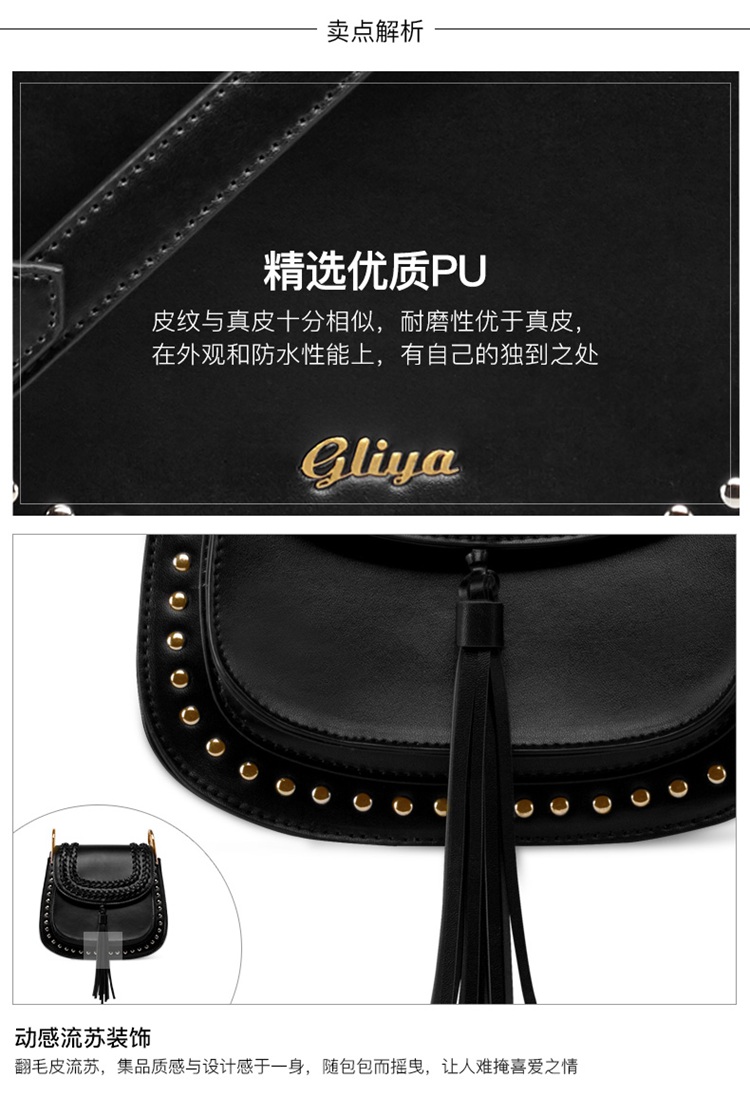 卖点解析
精选优质PU
皮纹与真皮十分相似，耐磨性优于真皮，
在外观和防水性能上，有自己的独到之处
Gliya
动感流苏装饰
翻毛皮流苏，集品质感与设计感于一身，随包包而摇曳，让人难掩喜爱之情